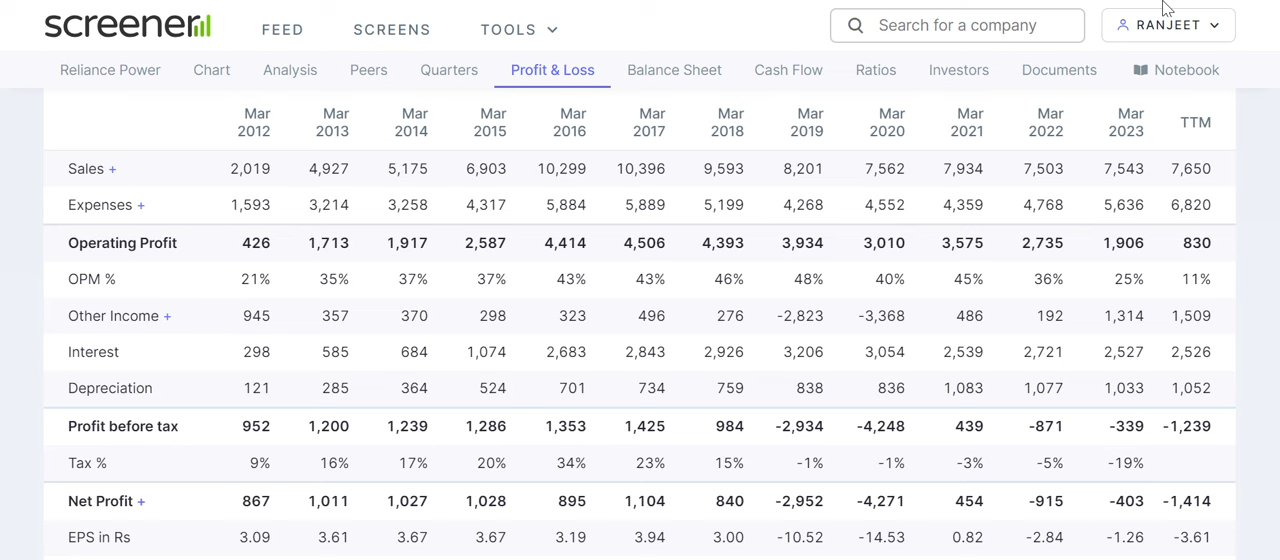 screener
FEED SCREENS TOOLS Search for a company RANJEET
Reliance Power Chart Analysis Peers Quarters Profit & Loss Balance Sheet Cash Flow Ratios Investors Documents Notebook
Mar 2012 Mar 2013 Mar 2014 Mar 2015 Mar 2016 Mar 2017 Mar 2018 Mar 2019 Mar 2020 Mar 2021 Mar 2022 Mar 2023 TTM
Sales + 2,019 4,927 5,175 6,903 10,299 10,396 9,593 8,201 7,562 7,934 7,503 7,543 7,650
Expenses + 1,593 3,214 3,258 4,317 5,884 5,889 5,199 4,268 4,552 4,359 4,768 5,636 6,820
Operating Profit 426 1,713 1,917 2,587 4,414 4,506 4,393 3,934 3,010 3,575 2,735 1,906 830
OPM % 21% 35% 37% 37% 43% 43% 46% 48% 40% 45% 36% 25% 11%
Other Income + 945 357 370 298 323 496 276 -2,823 -3,368 486 192 1,314 1,509
Interest 298 585 684 1,074 2,683 2,843 2,926 3,206 3,054 2,539 2,721 2,527 2,526
Depreciation 121 285 364 524 701 734 759 838 836 1,083 1,077 1,033 1,052
Profit before tax 952 1,200 1,239 1,286 1,353 1,425 984 -2,934 -4,248 439 -871 -339 -1,239
Tax % 9% 16% 17% 20% 34% 23% 15% -1% -1% -3% -5% -19%
Net Profit + 867 1,011 1,027 1,028 895 1,104 840 -2,952 -4,271 454 -915 -403 -1,414
EPS in Rs 3.09 3.61 3.67 3.67 3.19 3.94 3.00 -10.52 -14.53 0.82 -2.84 -1.26 -3.61